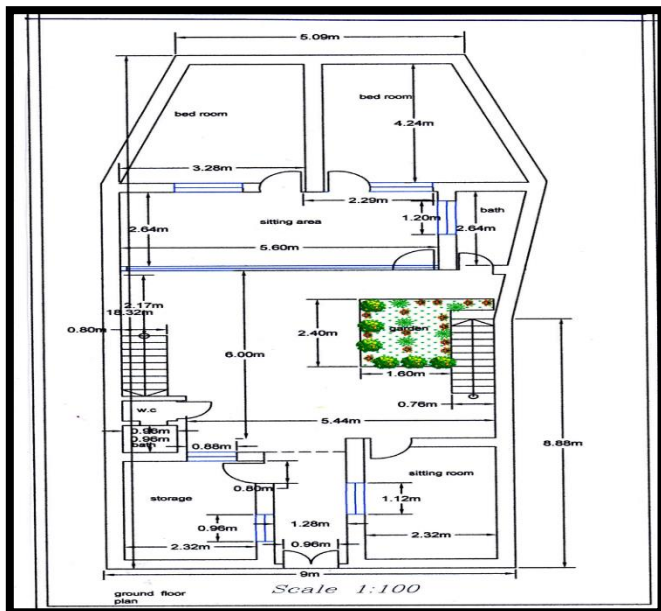 5.09m
bed room
bed room
4.24m
3.28m
2.29m
bath
1.20m
sitting area
2.64m
2.64m
5.60m
2.17m
18.32m
0.80m
2.40m
garden
6.00m
1.60m
0.76m
w.c
5.44m
0.96m
0.96m
bath
0.88m
8.88m
sitting room
0.80m
storage
1.12m
0.96m
1.28m
2.32m
0.96m
2.32m
9m
Scale 1:100
ground floor
plan